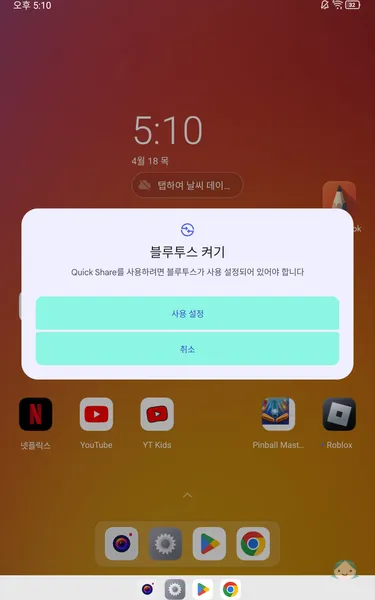 오후 5:10
32
5:10
4월 18 목
탭하여 날씨 데이...
ok
블루투스 켜기
Quick Share를 사용하려면 블루투스가 사용 설정되어 있어야 합니다
사용 설정
취소
넷플릭스
YouTube
YT Kids
Pinball Mast...
Roblox